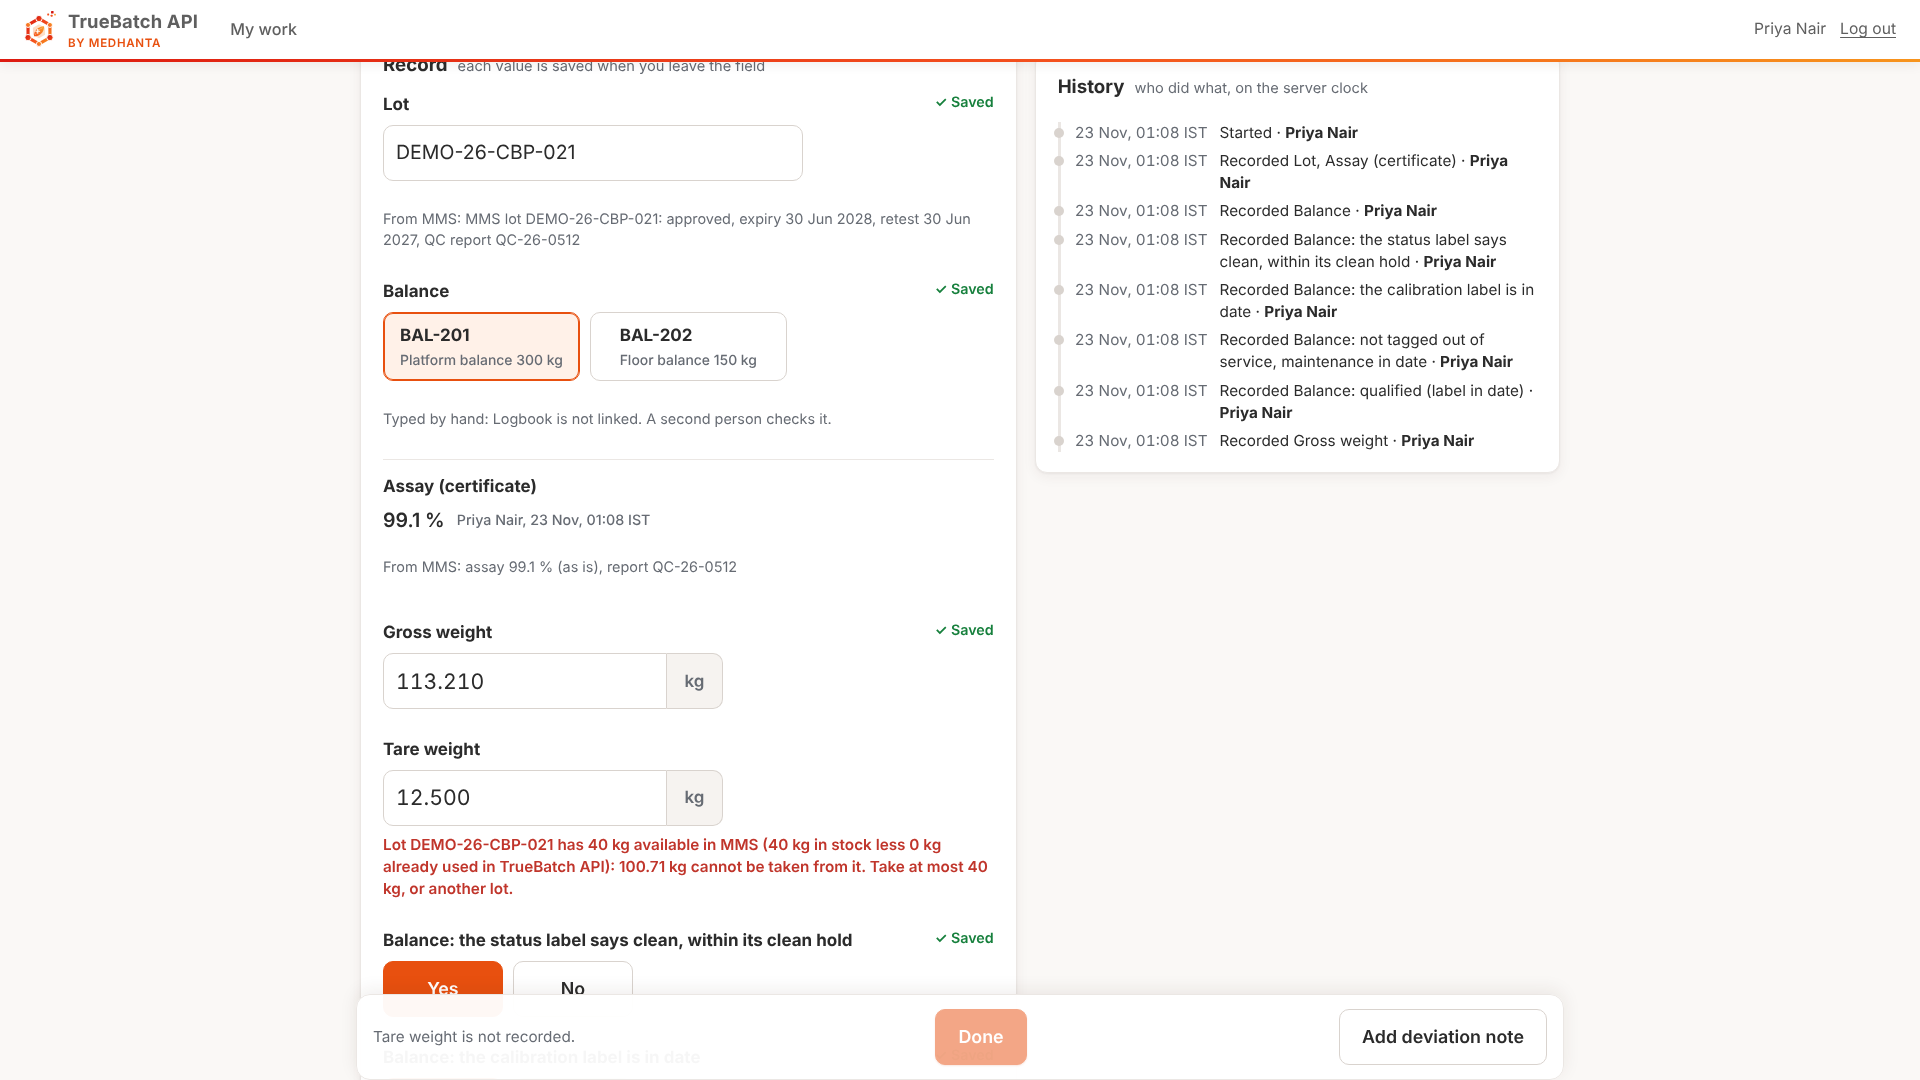 TrueBatch API
BY MEDHANTA
My work
Priya Nair
Log out
Record each value is saved when you leave the field
Lot
✓ Saved
DEMO-26-CBP-021
From MMS: MMS lot DEMO-26-CBP-021: approved, expiry 30 Jun 2028, retest 30 Jun
2027, QC report QC-26-0512
Balance
✓ Saved
BAL-201
Platform balance 300 kg
BAL-202
Floor balance 150 kg
Typed by hand: Logbook is not linked. A second person checks it.
Assay (certificate)
99.1 % Priya Nair, 23 Nov, 01:08 IST
From MMS: assay 99.1 % (as is), report QC-26-0512
Gross weight
✓ Saved
113.210 kg
Tare weight
12.500 kg
Lot DEMO-26-CBP-021 has 40 kg available in MMS (40 kg in stock less 0 kg
already used in TrueBatch API): 100.71 kg cannot be taken from it. Take at most 40
kg, or another lot.
Balance: the status label says clean, within its clean hold
✓ Saved
Yes
No
Balance: the calibration label is in date
Tare weight is not recorded.
Done
Add deviation note
History who did what, on the server clock
23 Nov, 01:08 IST Started · Priya Nair
23 Nov, 01:08 IST Recorded Lot, Assay (certificate) · Priya
Nair
23 Nov, 01:08 IST Recorded Balance · Priya Nair
23 Nov, 01:08 IST Recorded Balance: the status label says
clean, within its clean hold · Priya Nair
23 Nov, 01:08 IST Recorded Balance: the calibration label is in
date · Priya Nair
23 Nov, 01:08 IST Recorded Balance: not tagged out of
service, maintenance in date · Priya Nair
23 Nov, 01:08 IST Recorded Balance: qualified (label in date) ·
Priya Nair
23 Nov, 01:08 IST Recorded Gross weight · Priya Nair